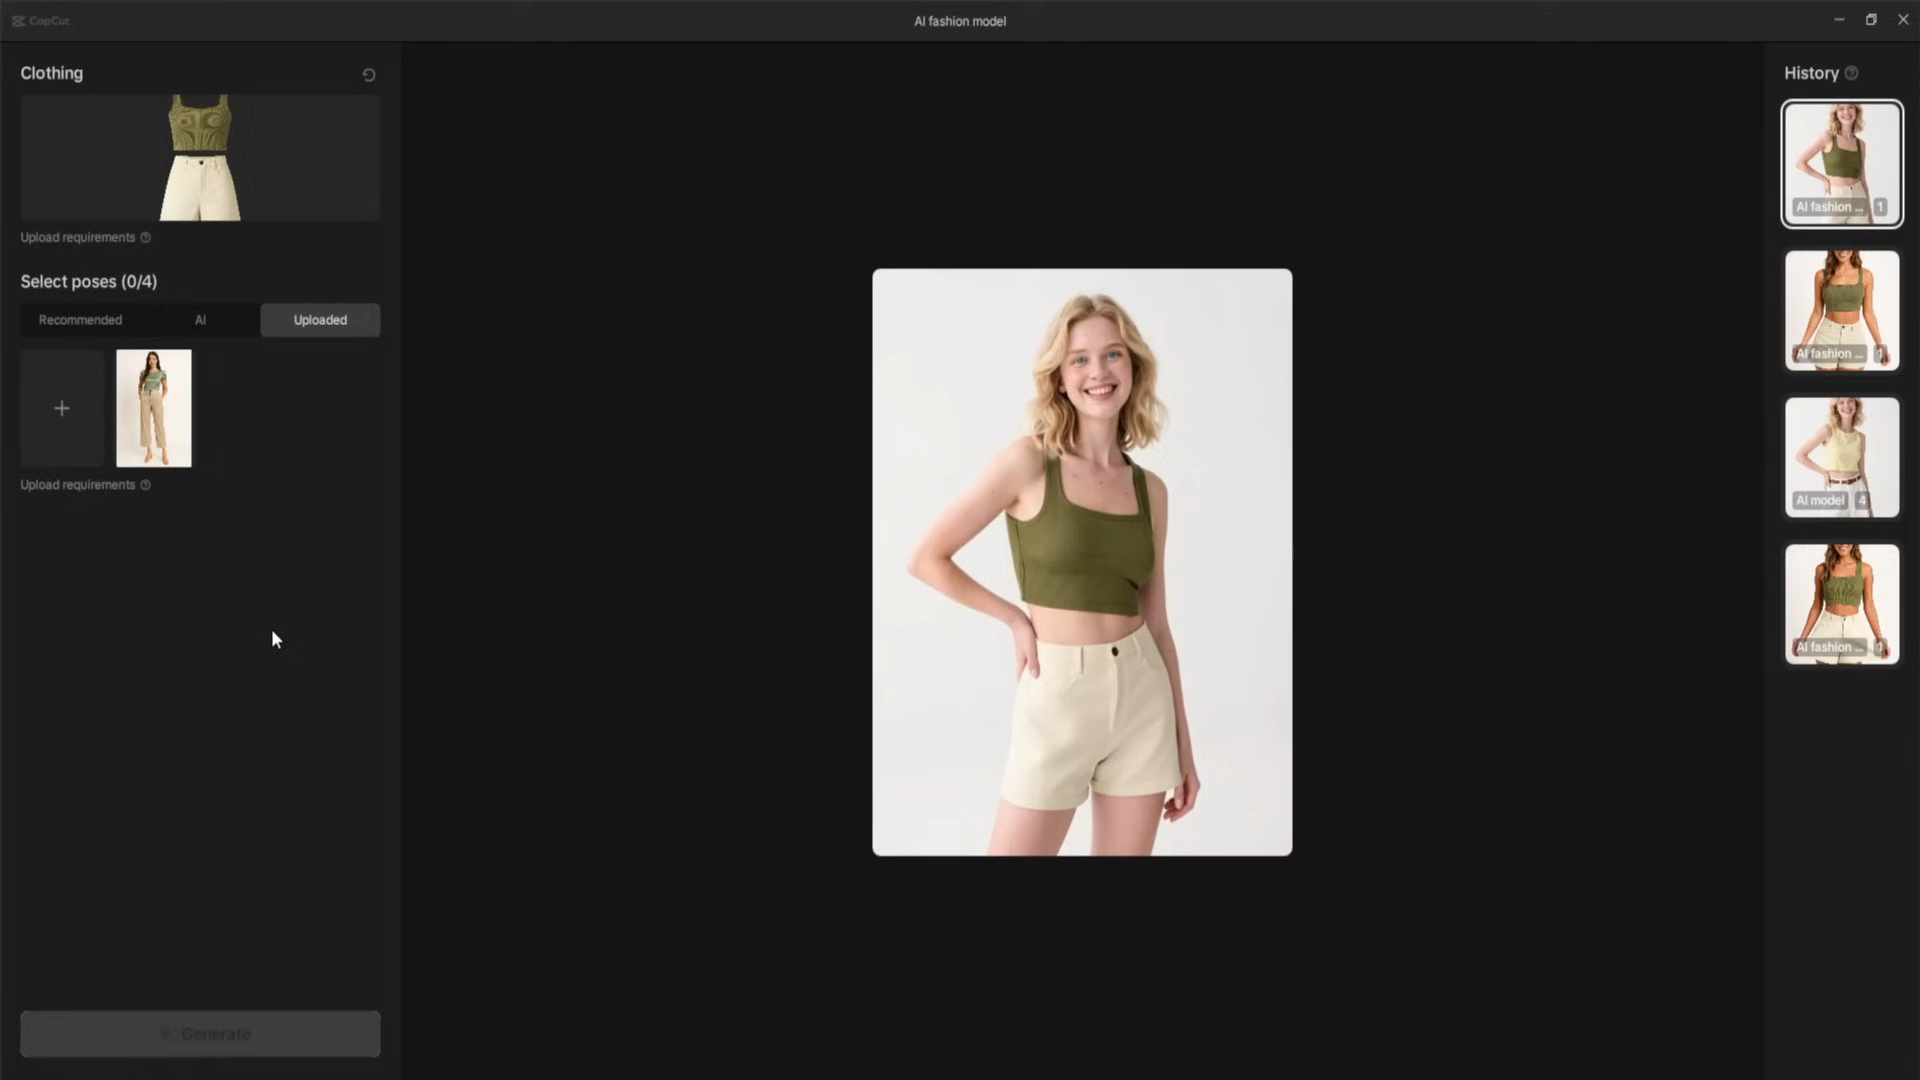 CapCut
AI fashion model
Clothing
Upload requirements
Select poses (0/4)
Recommended
AI
Uploaded
Upload requirements
Generate
History
AI fashion ...
1
AI fashion ...
1
AI model
4
AI fashion ...
1